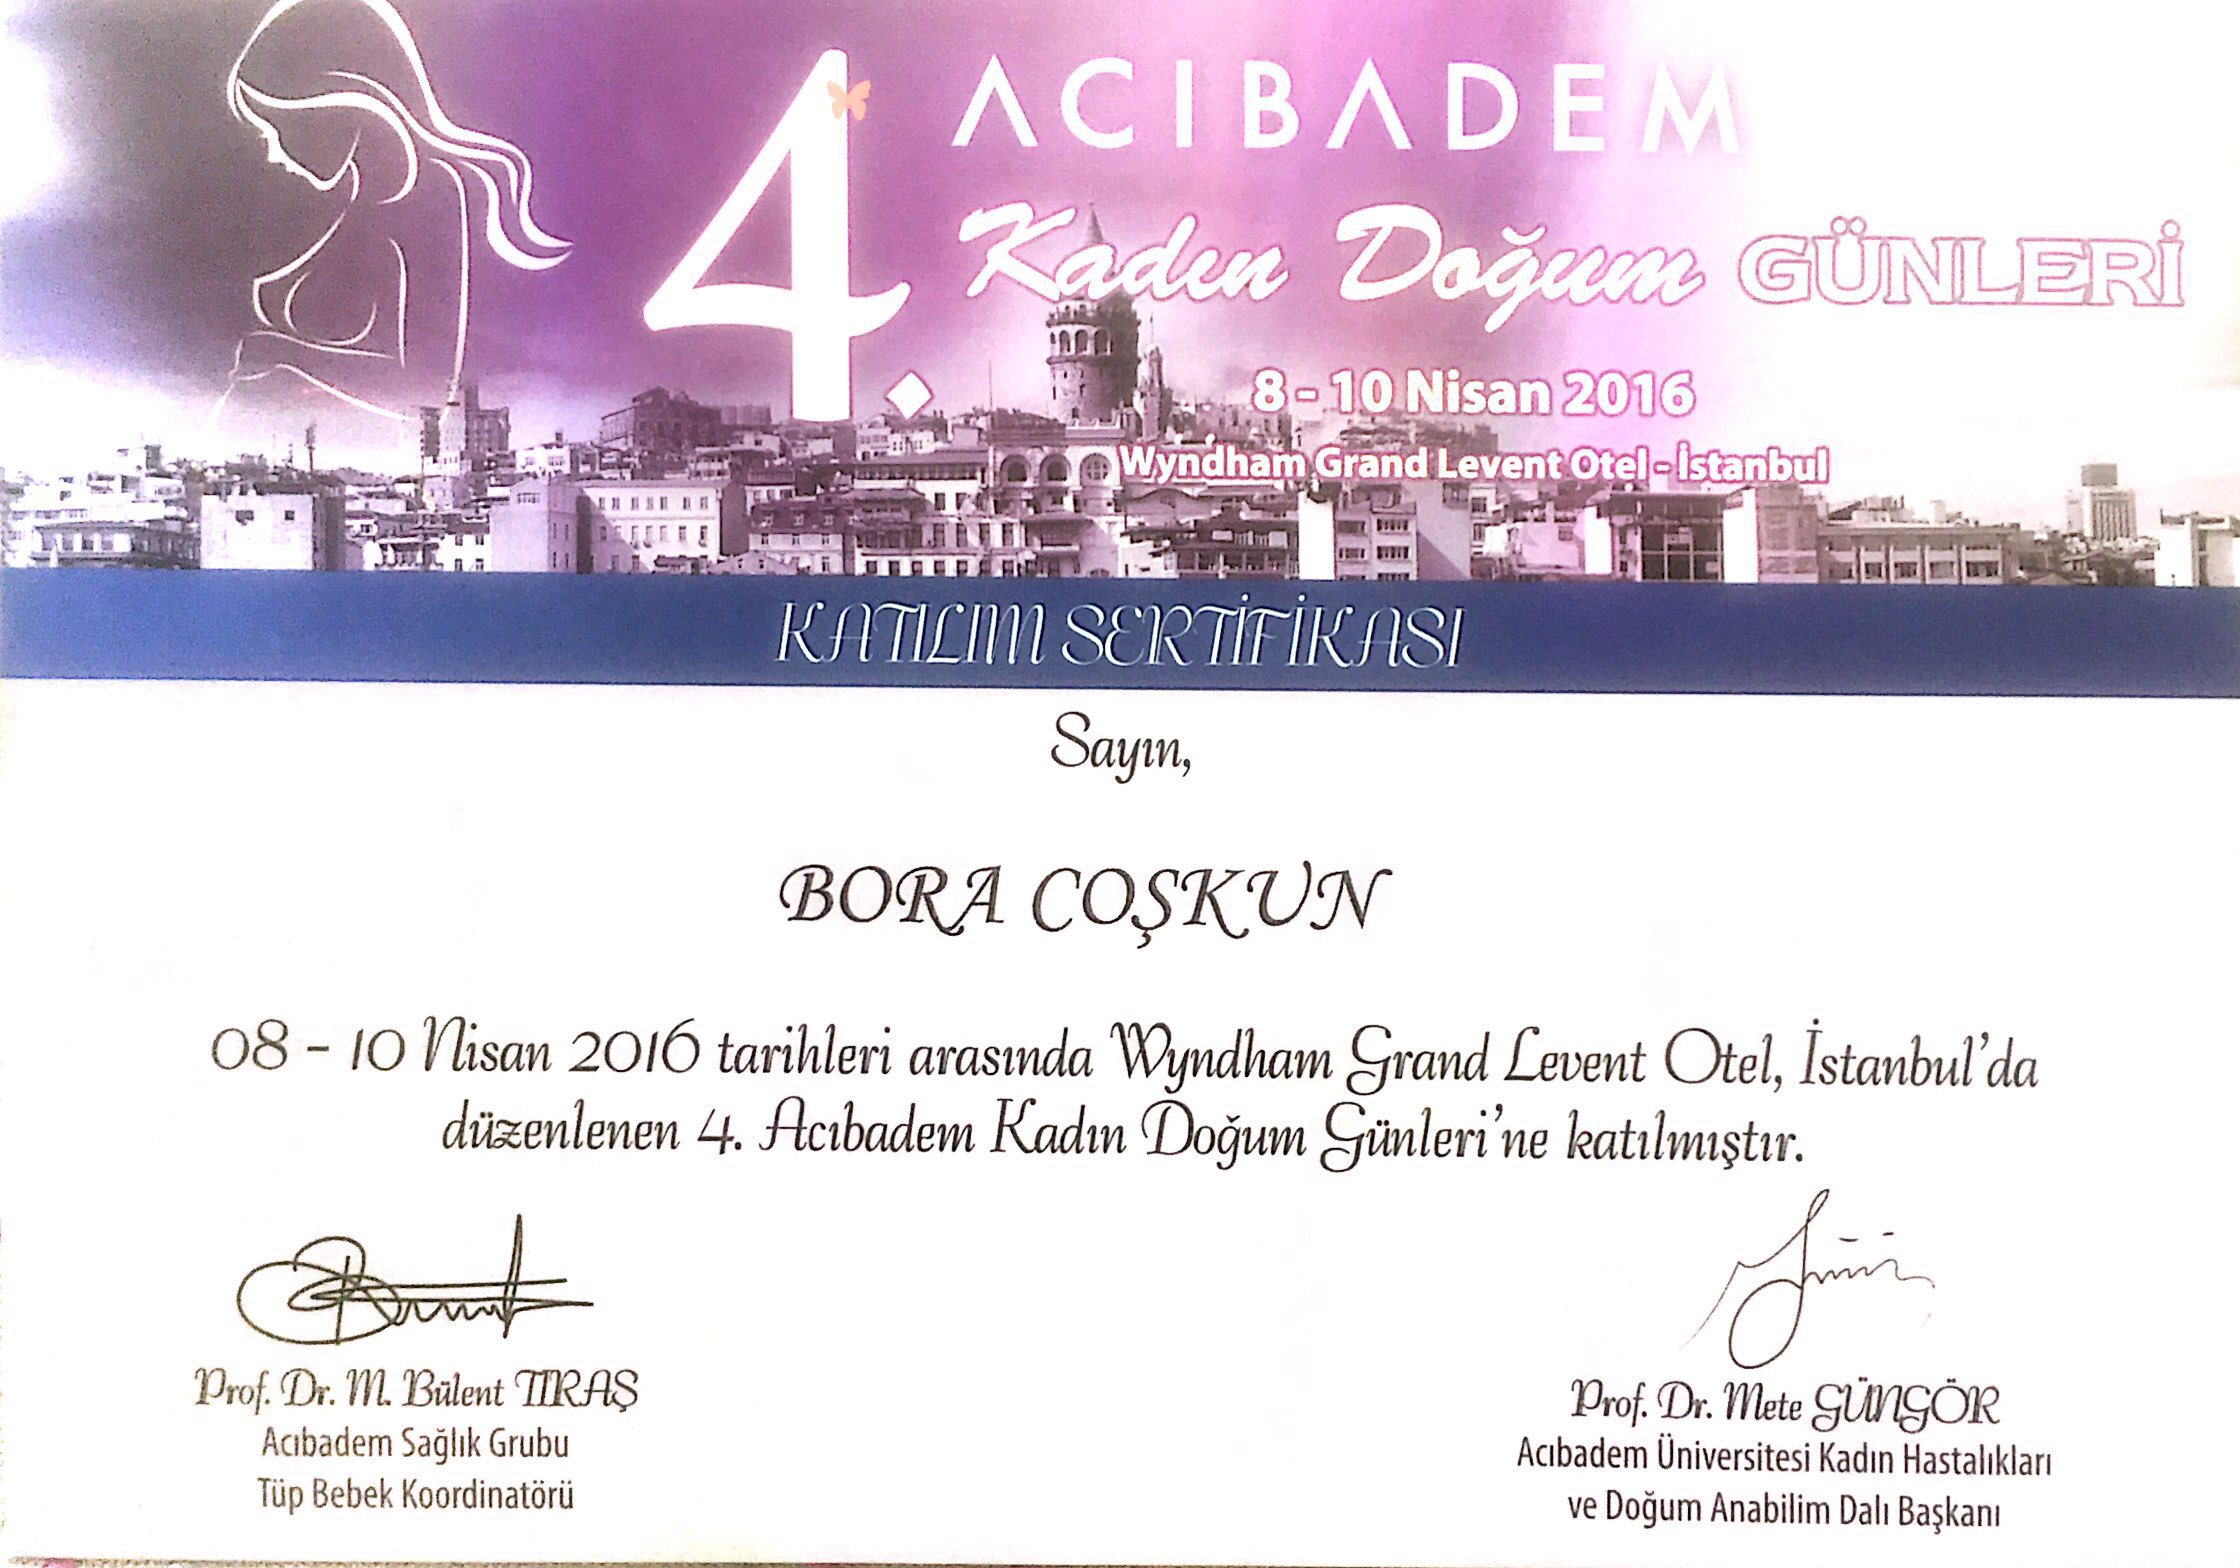 4. ACIBADEM
Kadın Doğum GÜNLERİ
8 - 10 Nisan 2016
Wyndham Grand Levent Otel - İstanbul
KATILIM SERTİFİKASI
Sayın,
BORA COŞKUN
08 - 10 Nisan 2016 tarihleri arasında Wyndham Grand Levent Otel, İstanbul'da
düzenlenen 4. Acıbadem Kadın Doğum Günleri'ne katılmıştır.
Prof. Dr. M. Bülent TIRAŞ
Acıbadem Sağlık Grubu
Tüp Bebek Koordinatörü
Prof. Dr. Mete GÜNGÖR
Acıbadem Üniversitesi Kadın Hastalıkları
ve Doğum Anabilim Dalı Başkanı